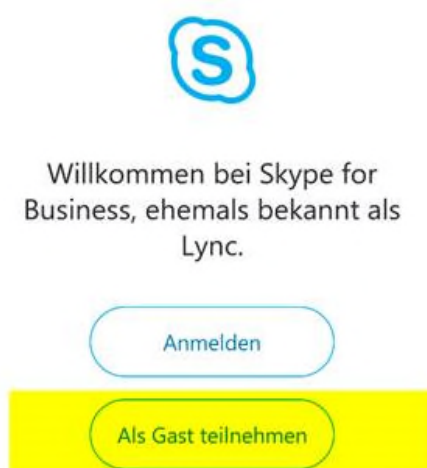 Willkommen bei Skype for
Business, ehemals bekannt als
Lync.
Anmelden
Als Gast teilnehmen